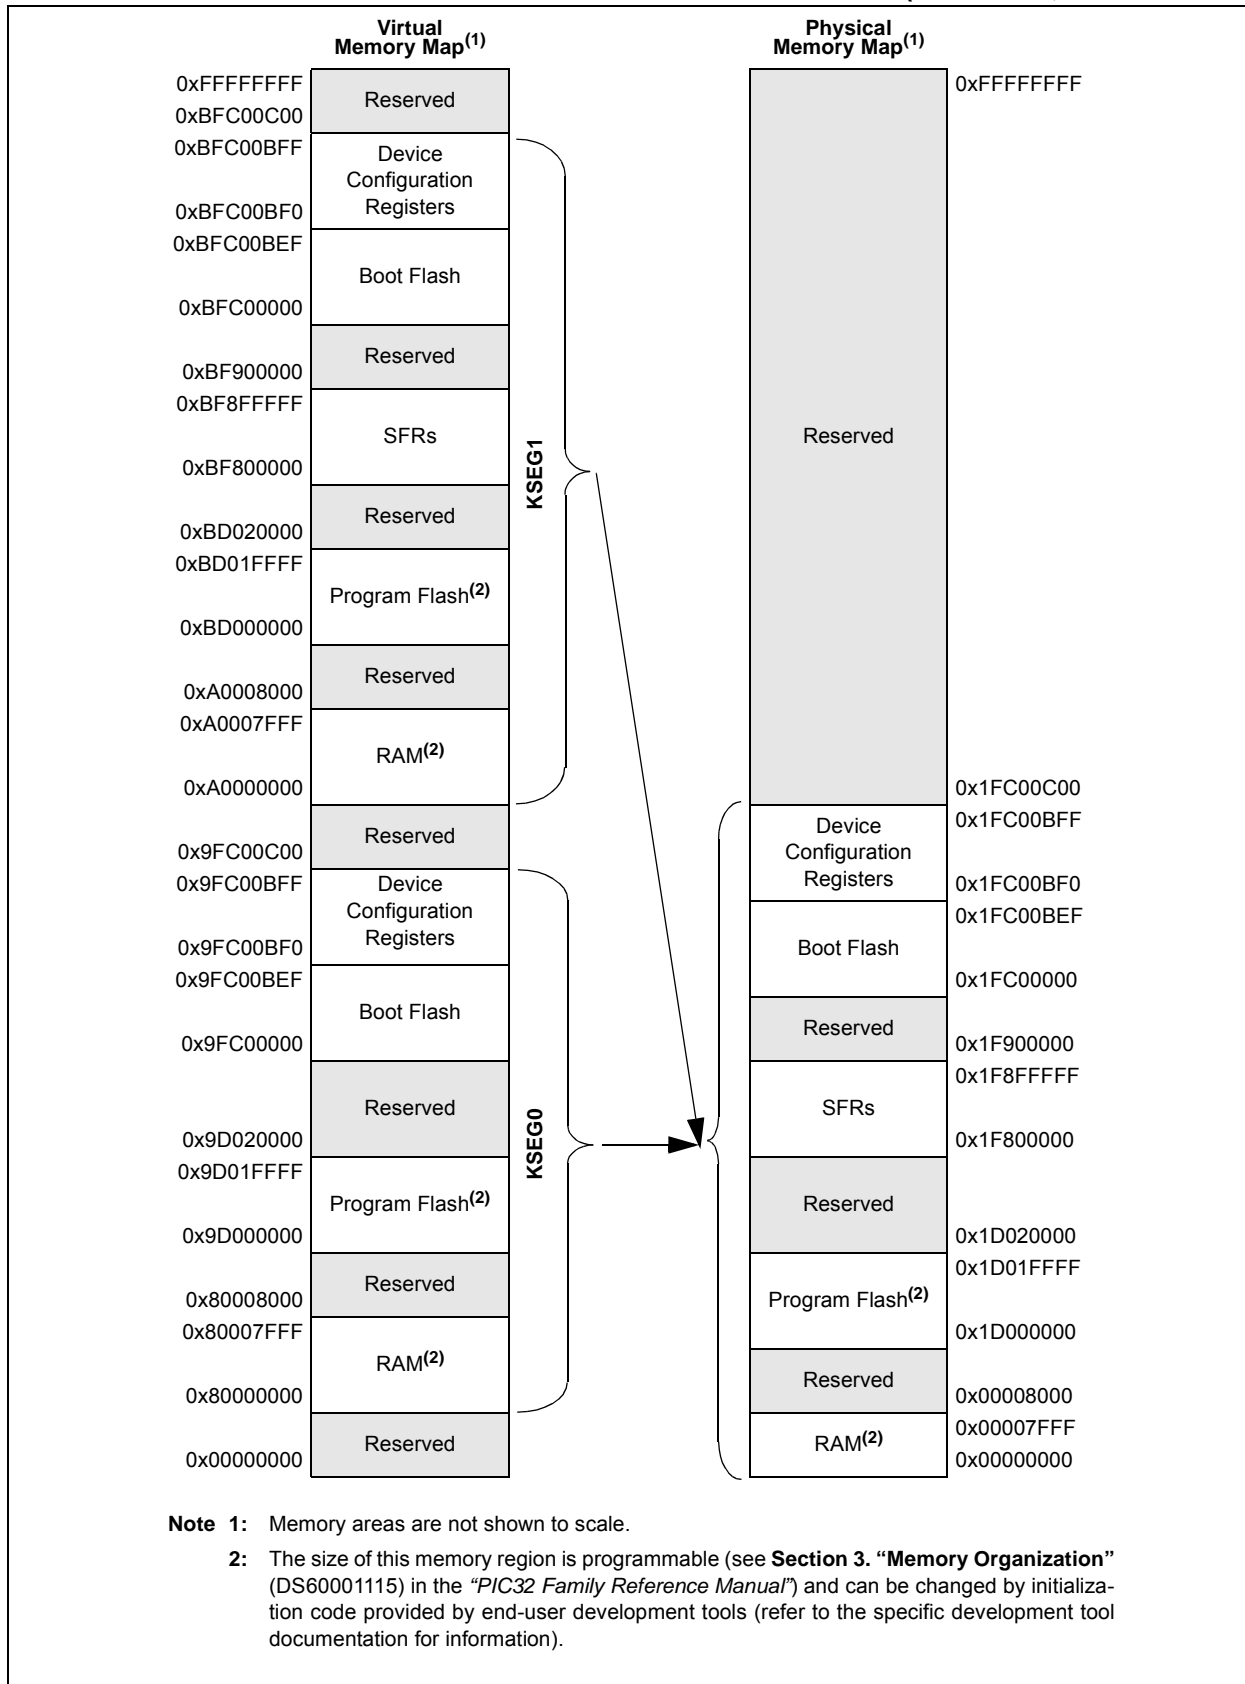 Virtual
Memory Map(1)
0xFFFFFFFF
Reserved
0xBFC00C00
0xBFC00BFF
Device
Configuration
Registers
0xBFC00BF0
0xBFC00BEF
Boot Flash
0xBFC00000
Reserved
0xBF900000
0xBF8FFFFF
SFRs
0xBF800000
Reserved
0xBD020000
0xBD01FFFF
Program Flash(2)
0xBD000000
Reserved
0xA0008000
0xA0007FFF
RAM(2)
0xA0000000
Reserved
0x9FC00C00
0x9FC00BFF
Device
Configuration
Registers
0x9FC00BF0
0x9FC00BEF
Boot Flash
0x9FC00000
Reserved
0x9D020000
0x9D01FFFF
Program Flash(2)
0x9D000000
Reserved
0x80008000
0x80007FFF
RAM(2)
0x80000000
Reserved
0x00000000
KSEG1
KSEG0
Physical
Memory Map(1)
0xFFFFFFFF
Reserved
0x1FC00C00
Device
Configuration
Registers
0x1FC00BFF
0x1FC00BF0
0x1FC00BEF
Boot Flash
0x1FC00000
Reserved
0x1F900000
0x1F8FFFFF
SFRs
0x1F800000
Reserved
0x1D020000
0x1D01FFFF
Program Flash(2)
0x1D000000
Reserved
0x00008000
0x00007FFF
RAM(2)
0x00000000
Note 1: Memory areas are not shown to scale.
2: The size of this memory region is programmable (see Section 3. “Memory Organization”
(DS60001115) in the “PIC32 Family Reference Manual”) and can be changed by initializa-
tion code provided by end-user development tools (refer to the specific development tool
documentation for information).